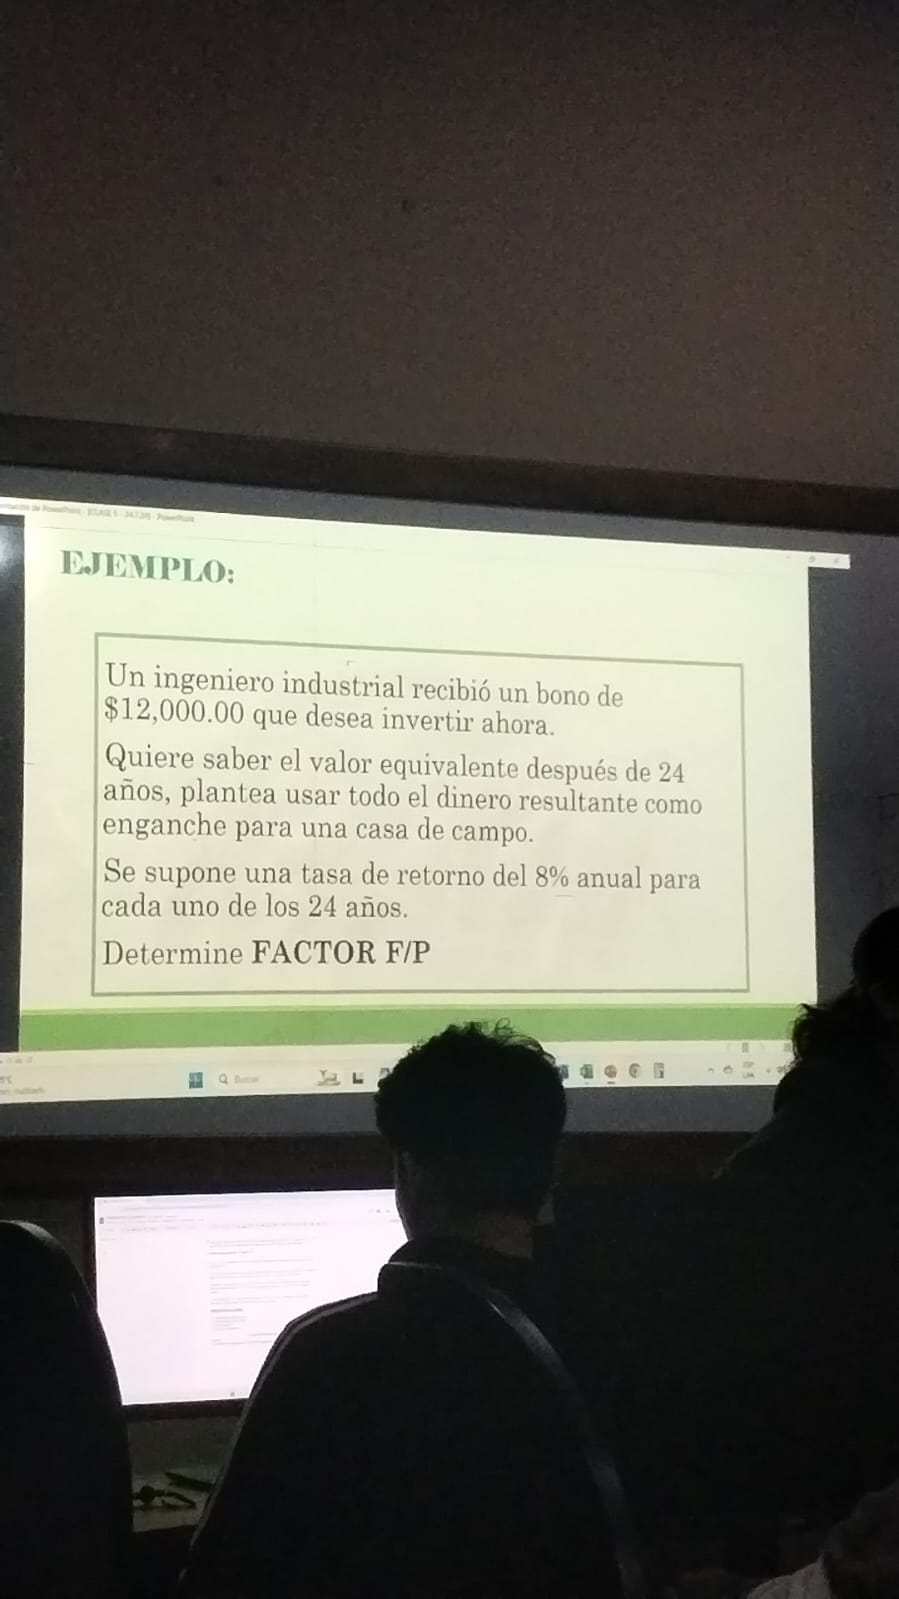 EJEMPLO:
Un ingeniero industrial recibió un bono de
$12,000.00 que desea invertir ahora.
Quiere saber el valor equivalente después de 24
años, plantea usar todo el dinero resultante como
enganche para una casa de campo.
Se supone una tasa de retorno del 8% anual para
cada uno de los 24 años.
Determine FACTOR F/P
Buscar